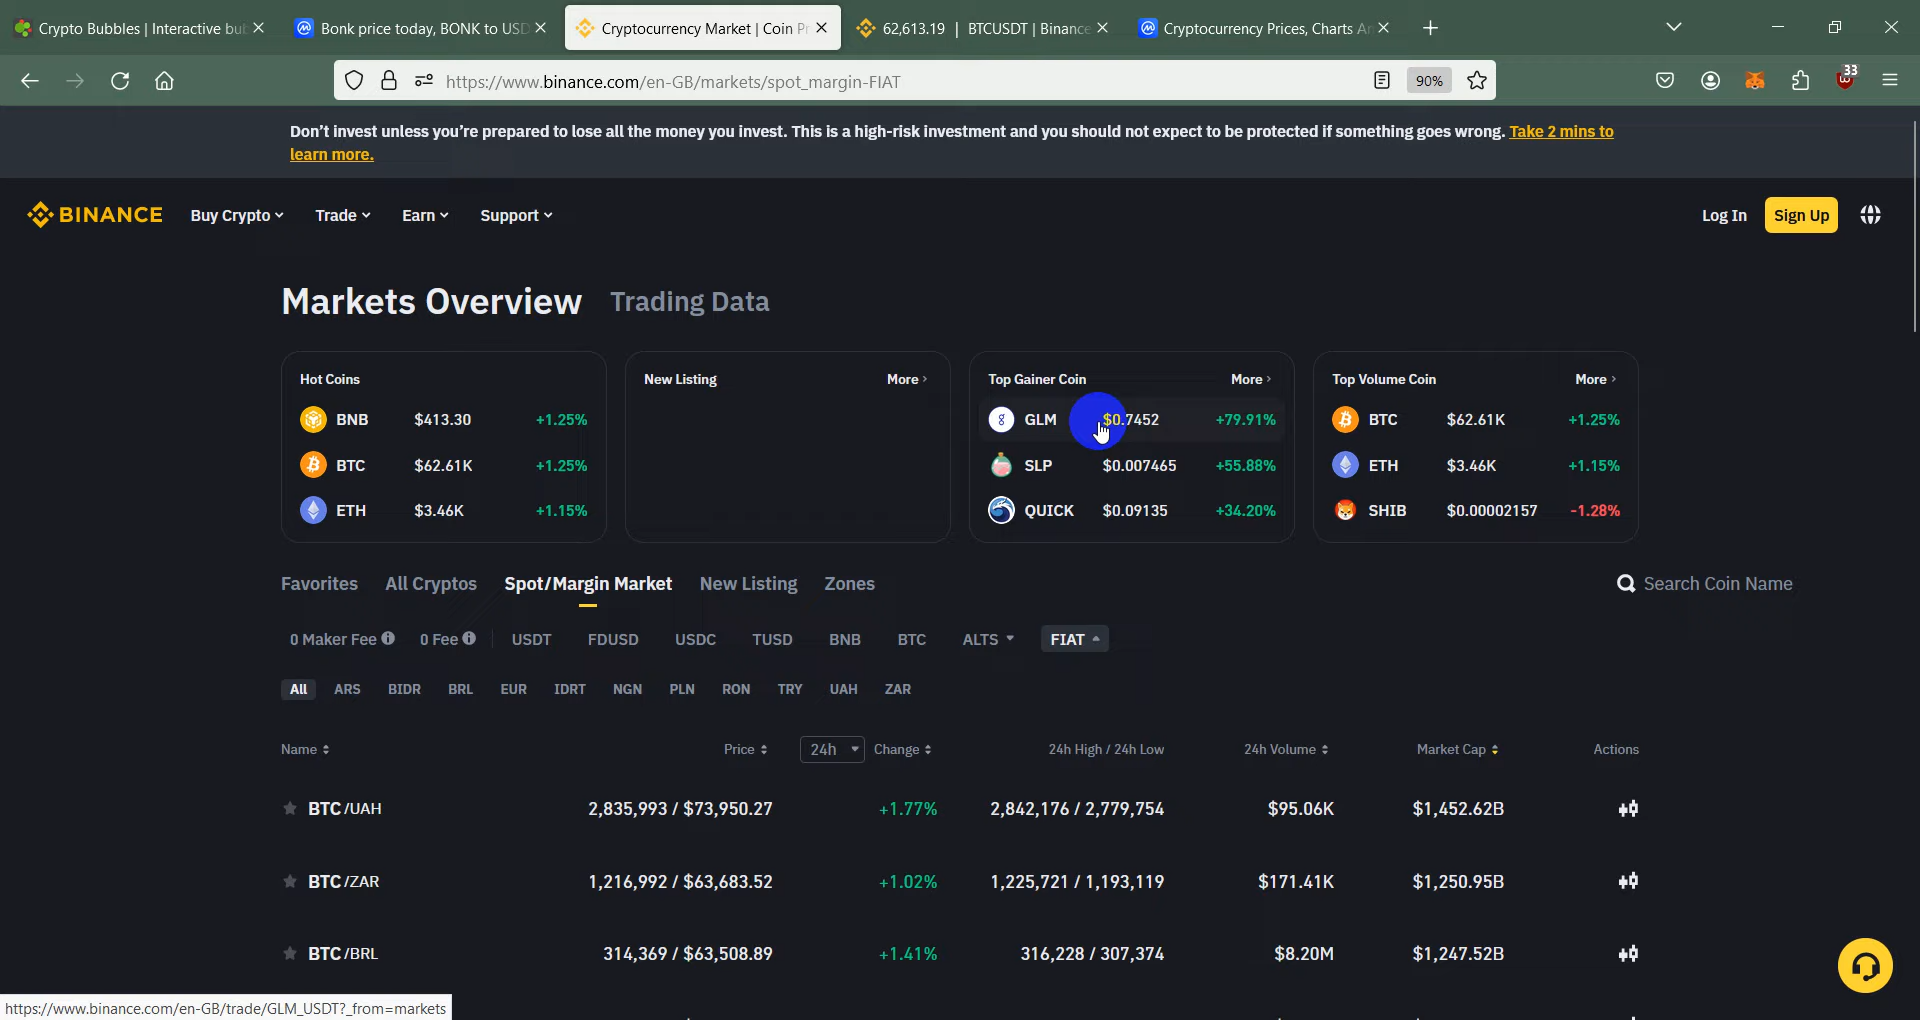 Crypto Bubbles | Interactive bu
Bonk price today, BONK to USD
Cryptocurrency Market | Coin Pr
62,613.19 | BTCUSDT | Binance
Cryptocurrency Prices, Charts An
https://www.binance.com/en-GB/markets/spot_margin-FIAT
90%
33
Don't invest unless you're prepared to lose all the money you invest. This is a high-risk investment and you should not expect to be protected if something goes wrong. Take 2 mins to
learn more.
BINANCE Buy Crypto Trade Earn Support Log In Sign Up
Markets Overview Trading Data
Hot Coins
BNB $413.30 +1.25%
BTC $62.61K +1.25%
ETH $3.46K +1.15%
New Listing More
Top Gainer Coin More
GLM $0.7452 +79.91%
SLP $0.007465 +55.88%
QUICK $0.09135 +34.20%
Top Volume Coin More
BTC $62.61K +1.25%
ETH $3.46K +1.15%
SHIB $0.00002157 -1.28%
Favorites All Cryptos Spot/Margin Market New Listing Zones Search Coin Name
0 Maker Fee 0 Fee USDT FDUSD USDC TUSD BNB BTC ALTS FIAT
All ARS BIDR BRL EUR IDRT NGN PLN RON TRY UAH ZAR
Name Price 24h Change 24h High / 24h Low 24h Volume Market Cap Actions
BTC /UAH 2,835,993 / $73,950.27 +1.77% 2,842,176 / 2,779,754 $95.06K $1,452.62B
BTC /ZAR 1,216,992 / $63,683.52 +1.02% 1,225,721 / 1,193,119 $171.41K $1,250.95B
BTC /BRL 314,369 / $63,508.89 +1.41% 316,228 / 307,374 $8.20M $1,247.52B
https://www.binance.com/en-GB/trade/GLM_USDT?_from=markets